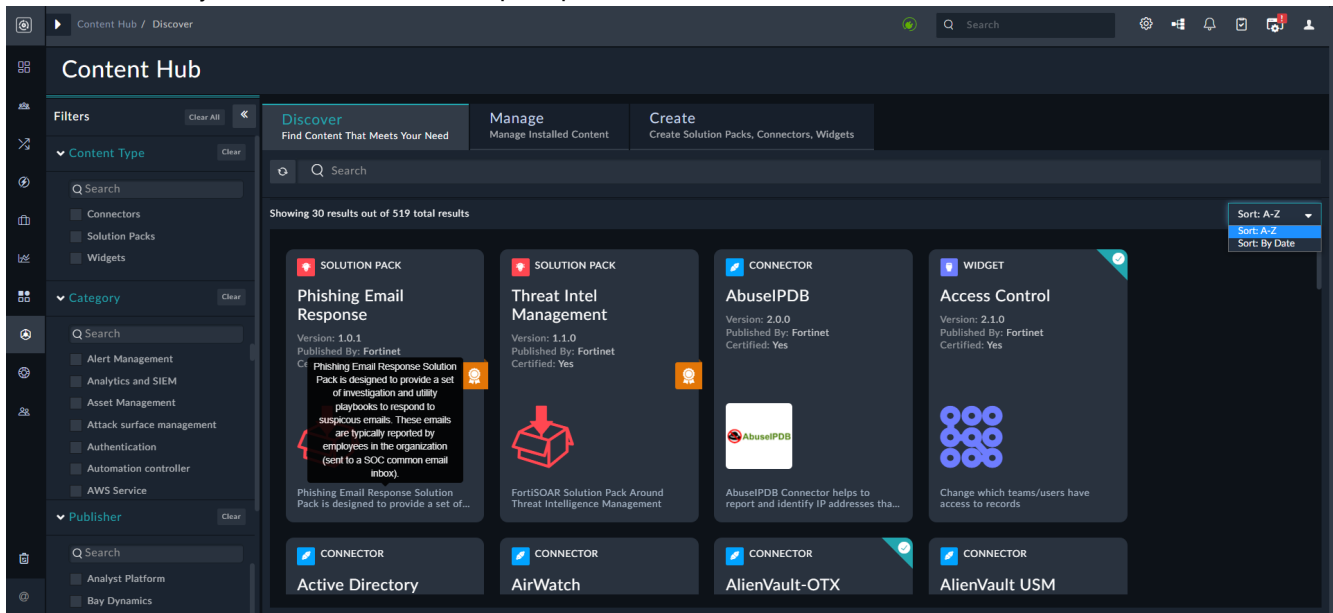 Content Hub / Discover
Search
Content Hub
Filters
Clear All
Content Type
Clear
Search
Connectors
Solution Packs
Widgets
Category
Clear
Search
Alert Management
Analytics and SIEM
Asset Management
Attack surface management
Authentication
Automation controller
AWS Service
Publisher
Clear
Search
Analyst Platform
Bay Dynamics
Discover
Find Content That Meets Your Need
Manage
Manage Installed Content
Create
Create Solution Packs, Connectors, Widgets
Search
Showing 30 results out of 519 total results
Sort: A-Z
Sort: A-Z
Sort: By Date
SOLUTION PACK
Phishing Email
Response
Version: 1.0.1
Published By: Fortinet
Phishing Email Response Solution
Pack is designed to provide a set
of investigation and utility
playbooks to respond to
suspicous emails. These emails
are typically reported by
employees in the organization
(sent to a SOC common email
inbox).
Phishing Email Response Solution
Pack is designed to provide a set of...
SOLUTION PACK
Threat Intel
Management
Version: 1.1.0
Published By: Fortinet
Certified: Yes
FortiSOAR Solution Pack Around
Threat Intelligence Management
CONNECTOR
AbuseIPDB
Version: 2.0.0
Published By: Fortinet
Certified: Yes
AbuseIPDB
AbuseIPDB Connector helps to
report and identify IP addresses tha...
WIDGET
Access Control
Version: 2.1.0
Published By: Fortinet
Certified: Yes
Change which teams/users have
access to records
CONNECTOR
Active Directory
CONNECTOR
AirWatch
CONNECTOR
AlienVault-OTX
CONNECTOR
AlienVault USM